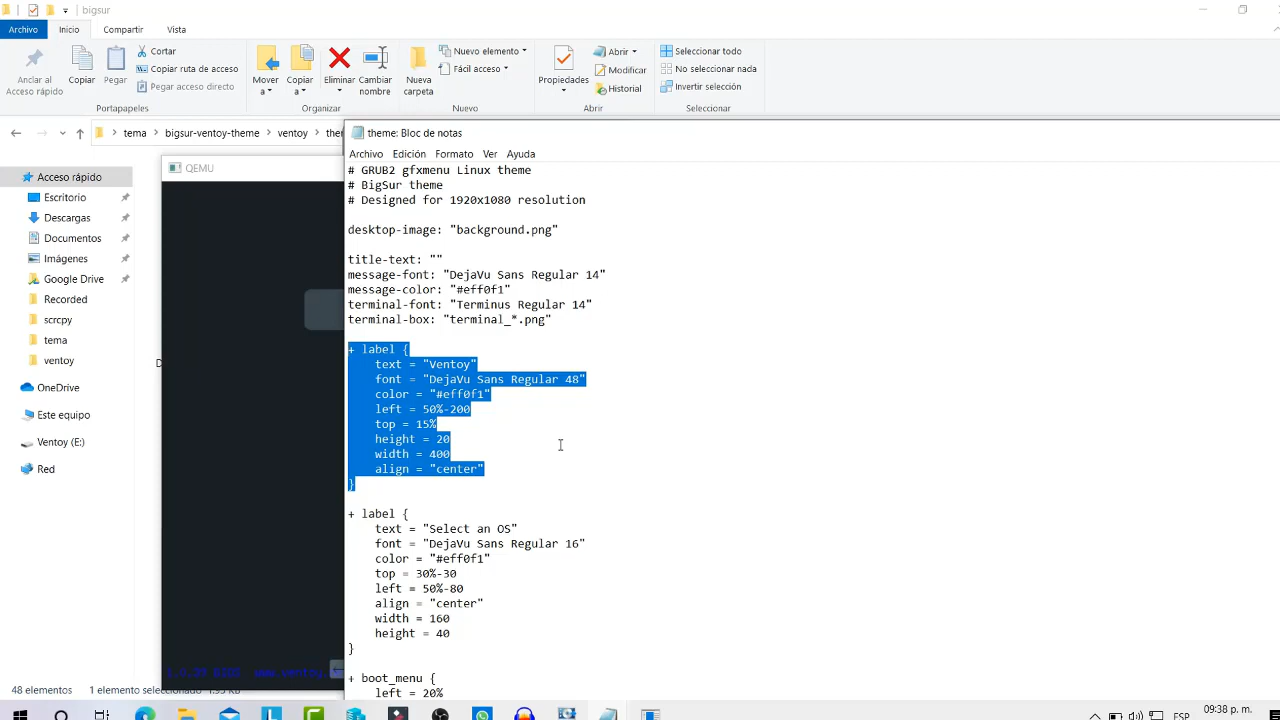 bigsur
Archivo
Inicio
Compartir
Vista
Anclar al
Acceso rápido
Copiar
Pegar
Cortar
Copiar ruta de acce
Pegar acceso directo
Portapapeles
Mover
a
Copiar
a
Eliminar
Cambiar
nombre
Organizar
Nueva
carpeta
Nuevo elemento
Fácil acceso
Nuevo
Propiedades
Abrir
Modificar
Historial
Abrir
Seleccionar todo
No seleccionar nada
Invertir selección
Seleccionar
tema
bigsur-ventoy-theme
ventoy
Acceso rápido
Escritorio
Descargas
Documentos
Imágenes
Google Drive
Recorded
scrcpy
tema
ventoy
OneDrive
Este equipo
Ventoy (E:)
Red
48 elementos
1 elemento seleccionado
QEMU
www.ventoy.
theme: Bloc de notas
Archivo
Edición
Formato
Ver
Ayuda
# GRUB2 gfxmenu Linux theme
# BigSur theme
# Designed for 1920x1080 resolution
desktop-image: "background.png"
title-text: ""
message-font: "DejaVu Sans Regular 14"
message-color: "#eff0f1"
terminal-font: "Terminus Regular 14"
terminal-box: "terminal_*.png"
+ label {
text = "Ventoy"
font = "DejaVu Sans Regular 48"
color = "#eff0f1"
left = 50%-200
top = 15%
height = 20
width = 400
align = "center"
}
+ label {
text = "Select an OS"
font = "DejaVu Sans Regular 16"
color = "#eff0f1"
top = 30%-30
left = 50%-80
align = "center"
width = 160
height = 40
}
+ boot_menu {
left = 20%
ESP
09:38 p. m.